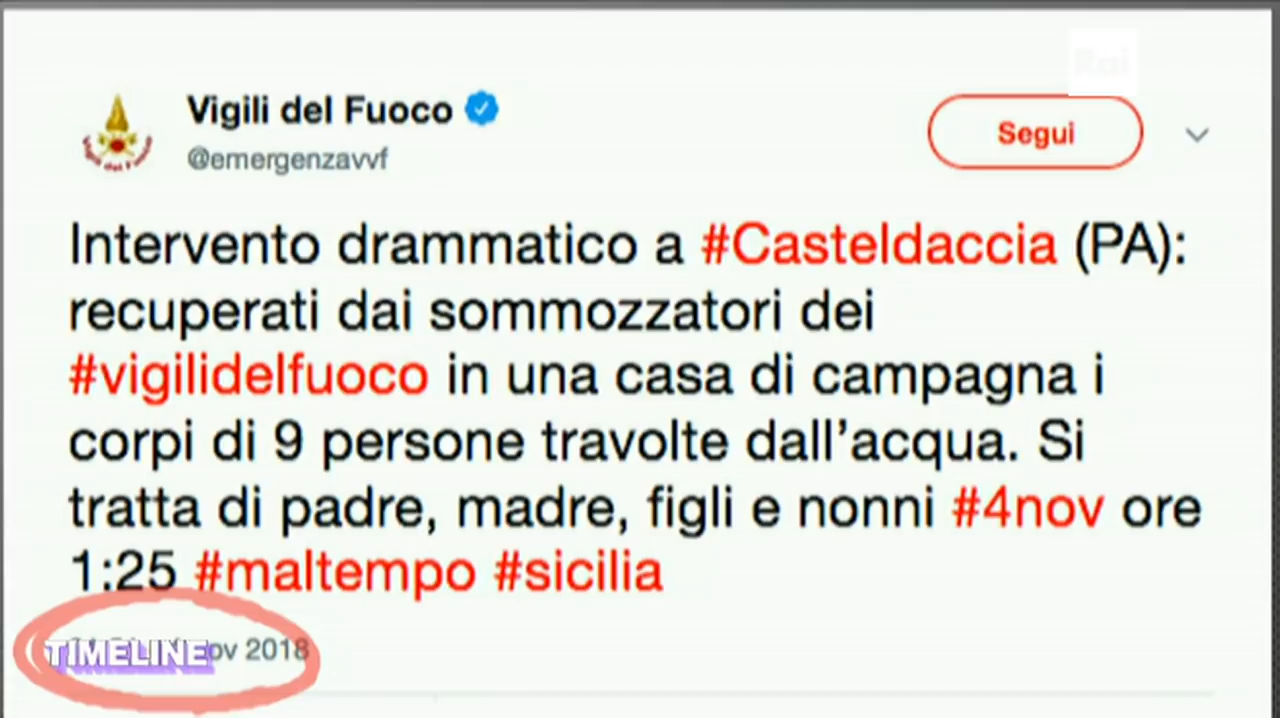 Rai
Vigili del Fuoco
@emergenzavvf
Segui
Intervento drammatico a #Casteldaccia (PA):
recuperati dai sommozzatori dei
#vigilidelfuoco in una casa di campagna i
corpi di 9 persone travolte dall’acqua. Si
tratta di padre, madre, figli e nonni #4nov ore
1:25 #maltempo #sicilia
TIMELINE
2018